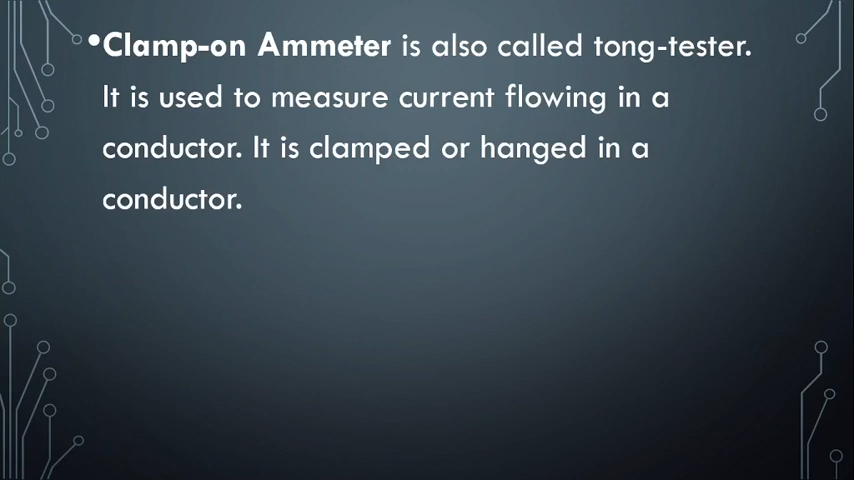 •Clamp-on Ammeter is also called tong-tester.
It is used to measure current flowing in a
conductor. It is clamped or hanged in a
conductor.